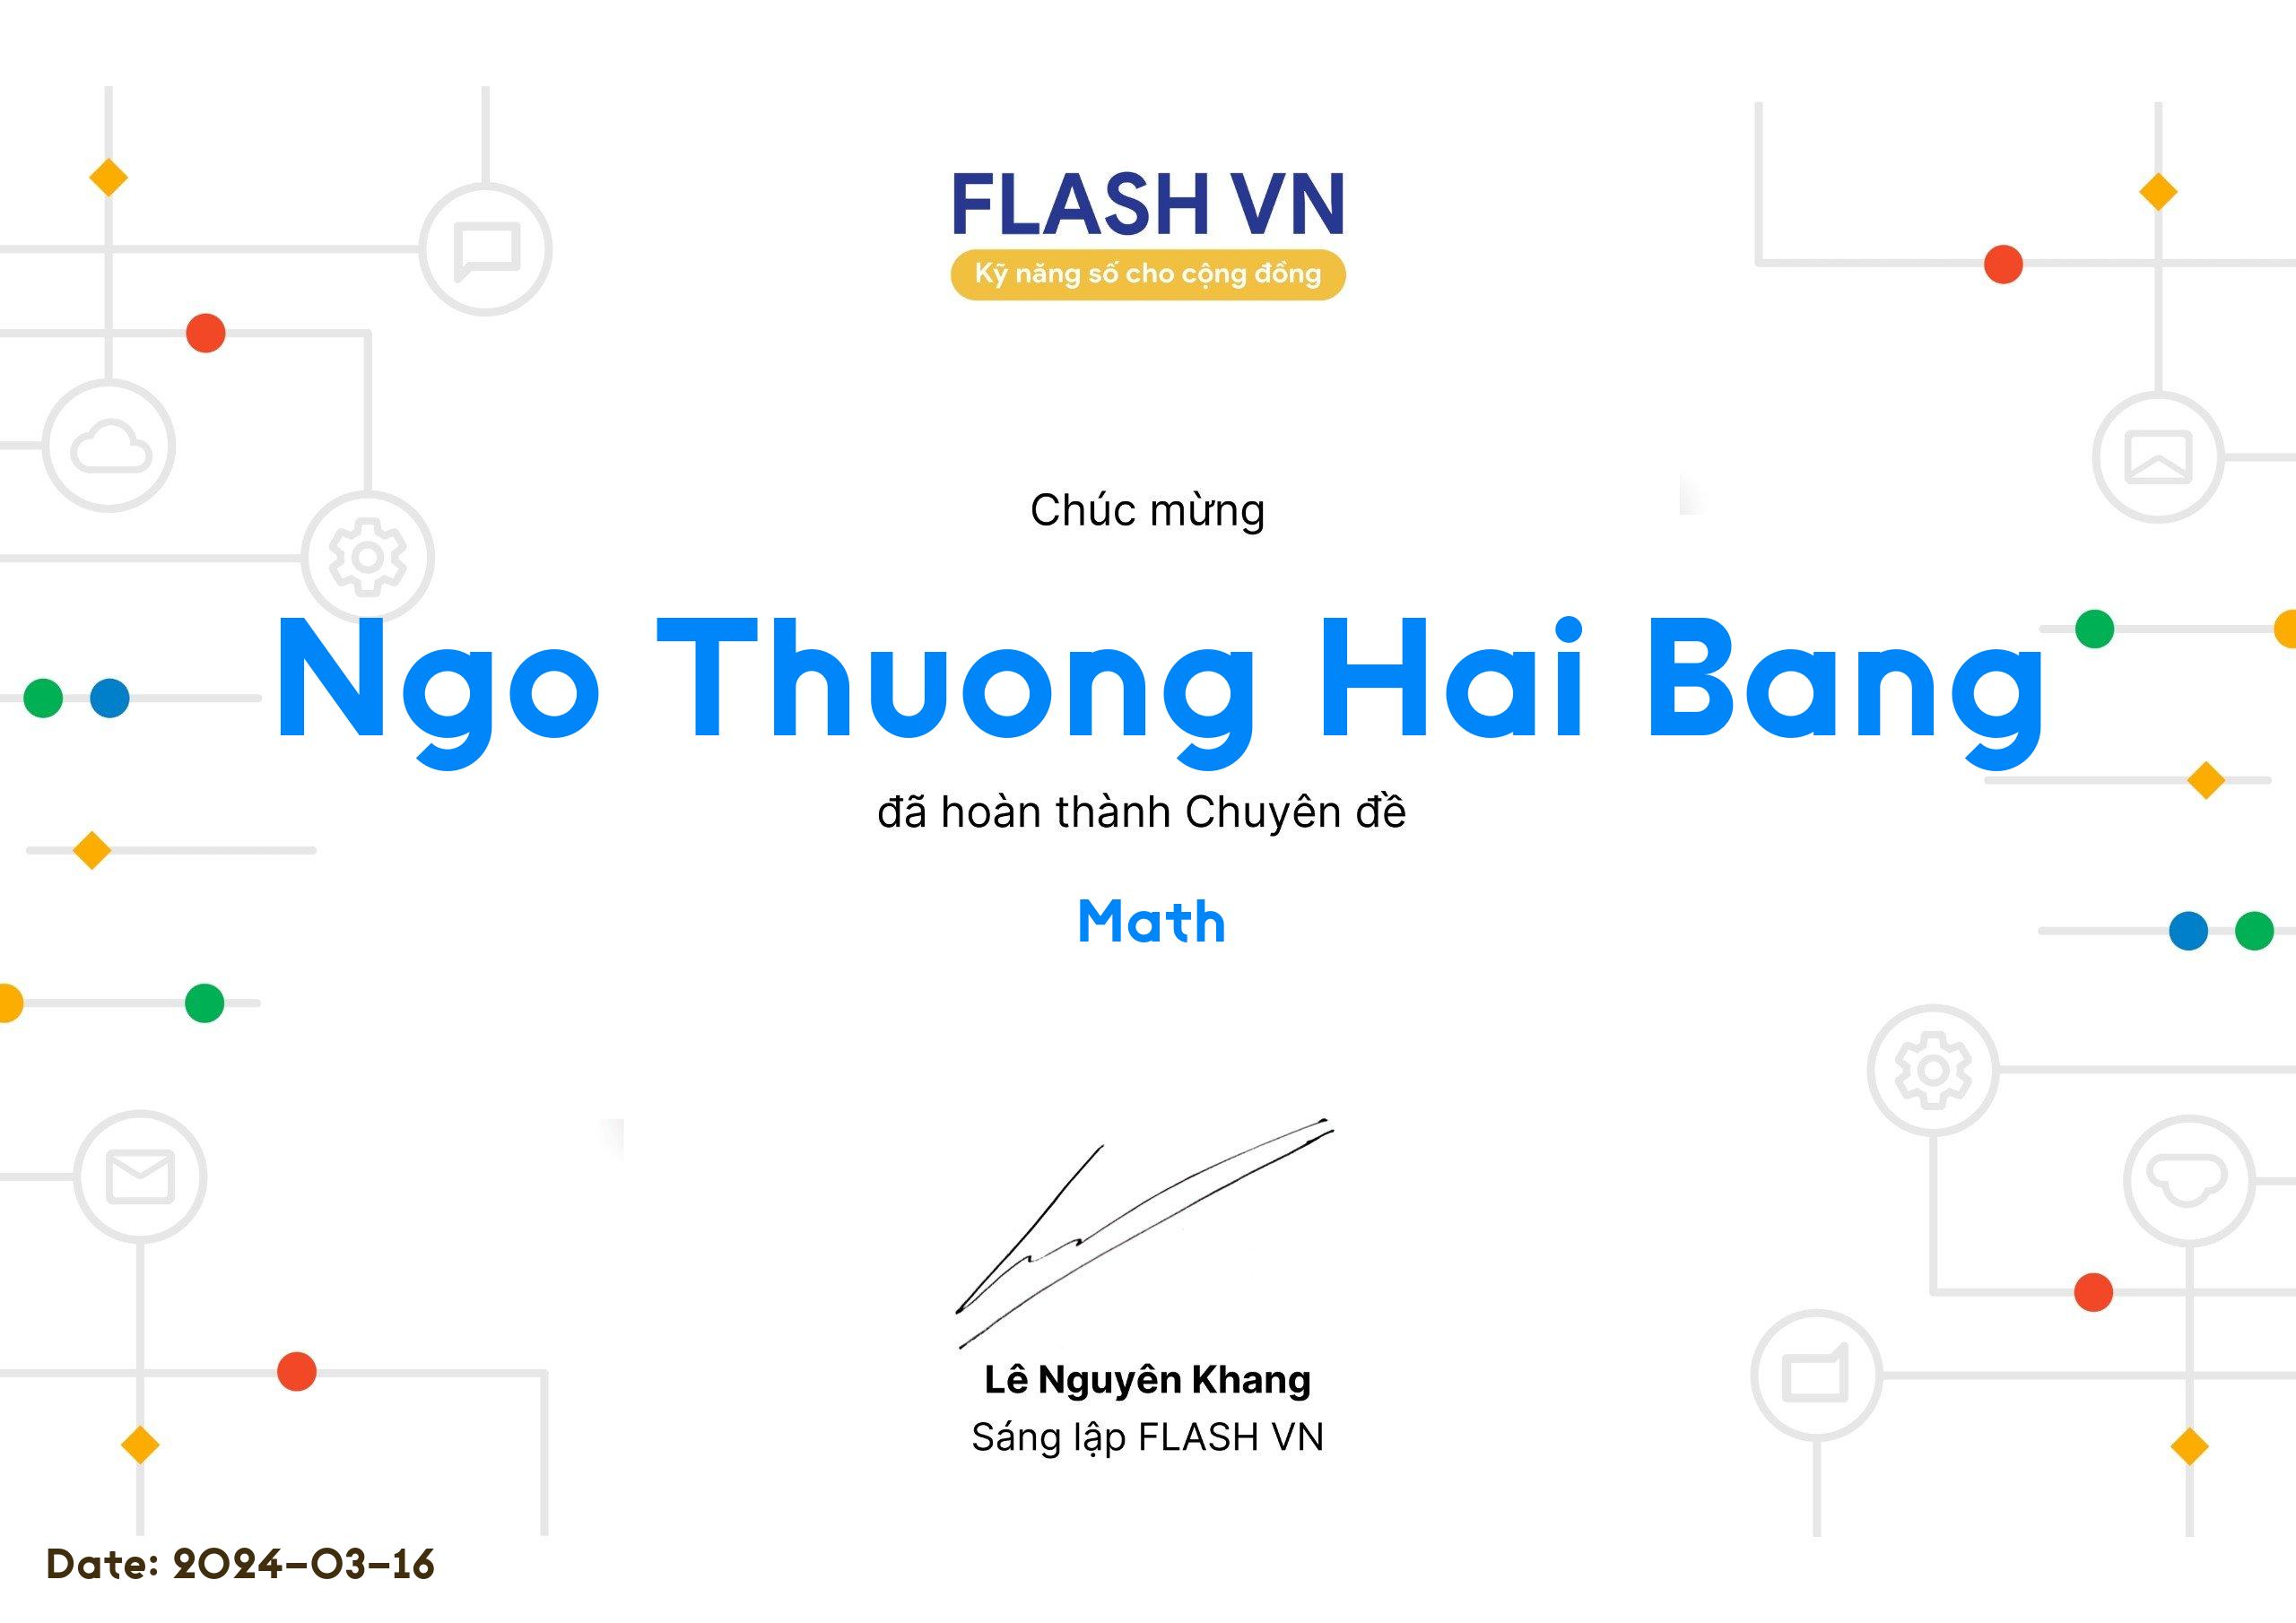 FLASH VN
Kỹ năng số cho cộng đồng
Chúc mừng
Ngo Thuong Hai Bang
đã hoàn thành Chuyên đề
Math
Lê Nguyên Khang
Sáng lập FLASH VN
Date: 2024-03-16